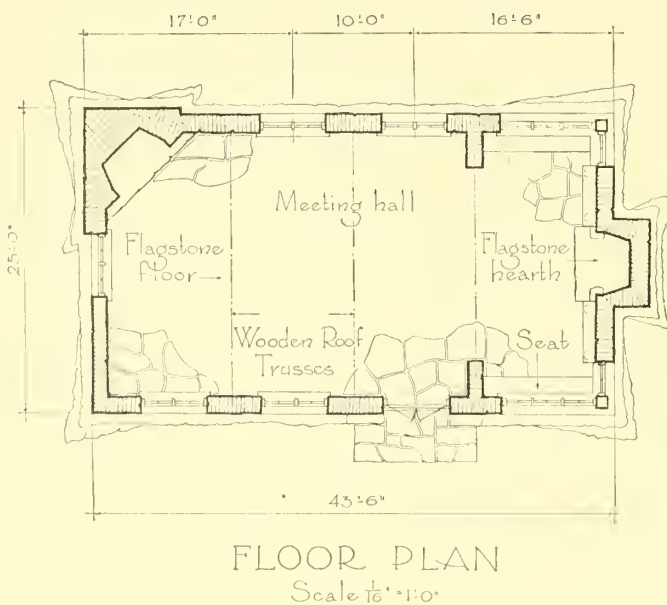 17'-0"
10'-0"
16'-6"
25'-0"
Meeting hall
Flagstone
floor
Flagstone
hearth
Wooden Roof
Trusses
Seat
43'-6"
FLOOR PLAN
Scale 1/16" = 1'-0"